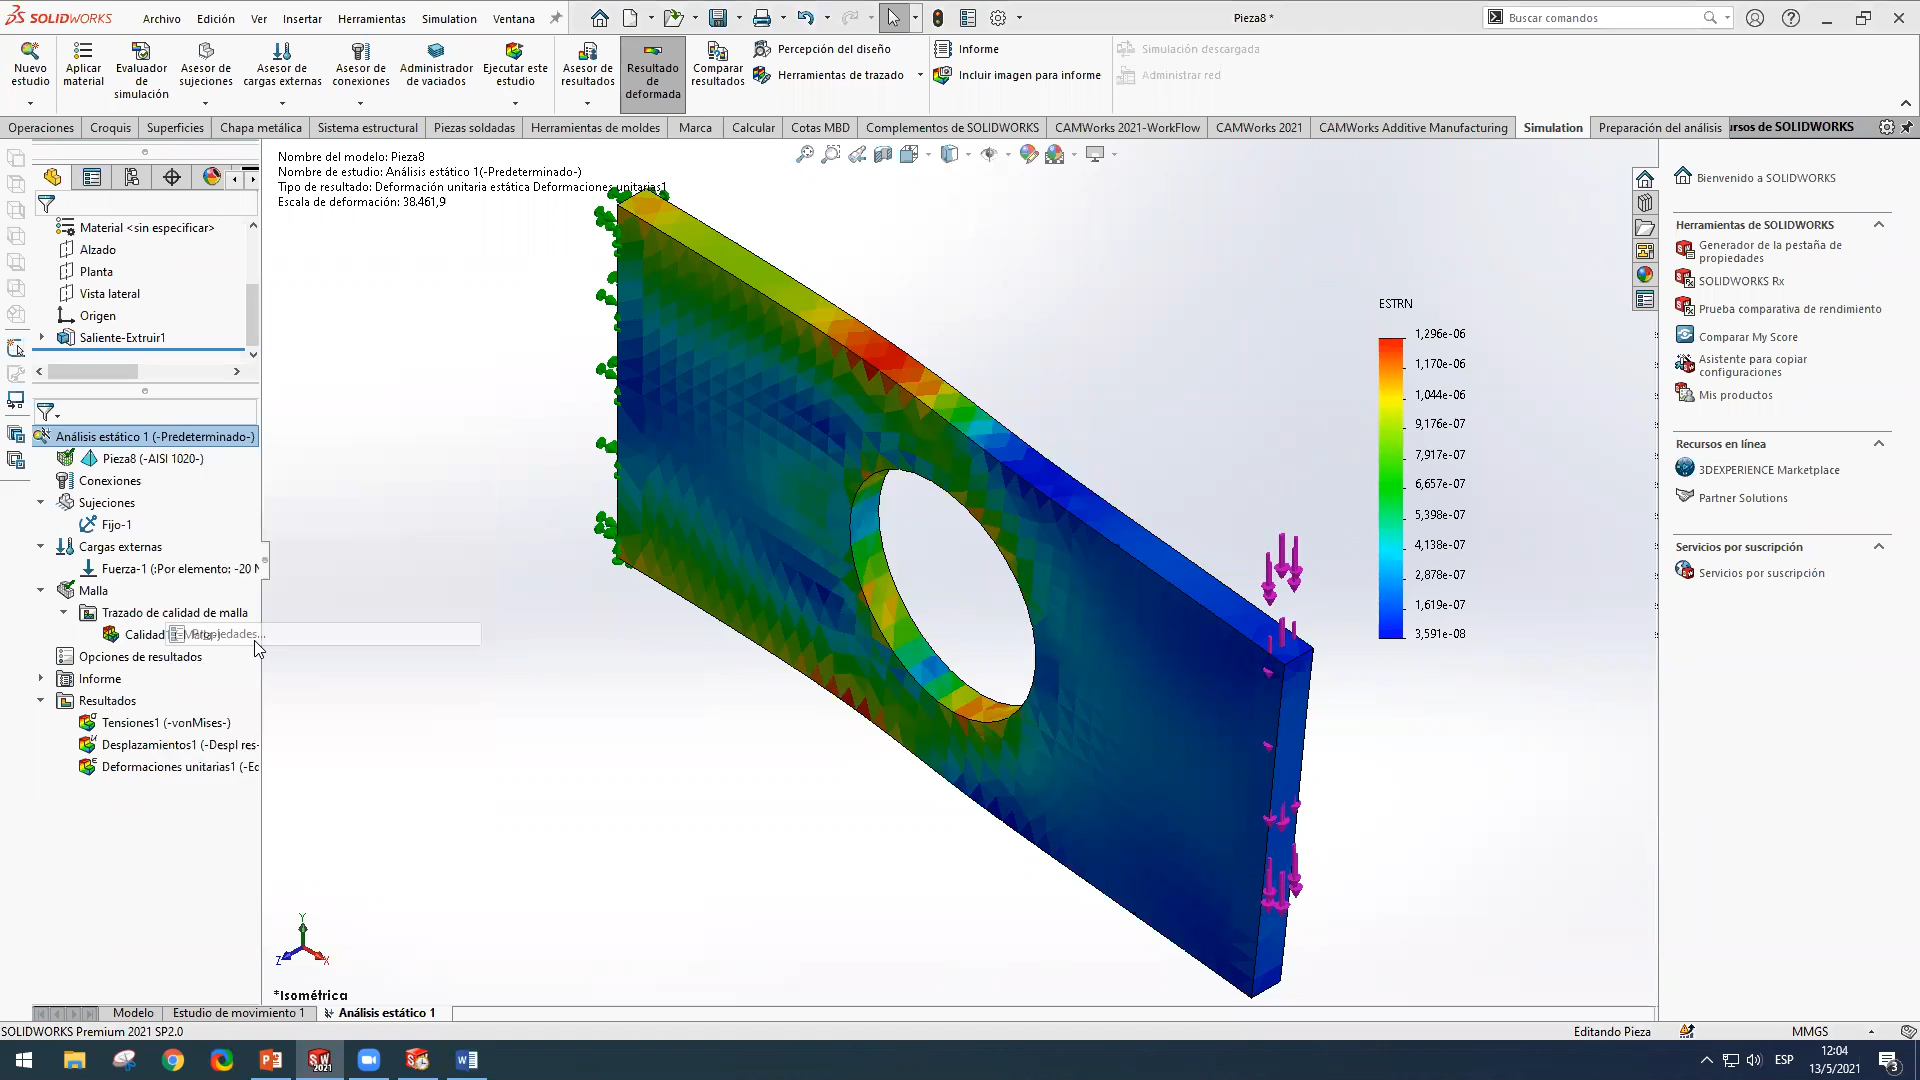 SOLIDWORKS
Archivo Edición Ver Insertar Herramientas Simulation Ventana
Pieza8 *
Buscar comandos
Nuevo estudio
Aplicar material
Evaluador de simulación
Asesor de sujeciones
Asesor de cargas externas
Asesor de conexiones
Administrador de vaciados
Ejecutar este estudio
Asesor de resultados
Resultado de deformada
Comparar resultados
Percepción del diseño
Herramientas de trazado
Informe
Incluir imagen para informe
Simulación descargada
Administrar red
Operaciones Croquis Superficies Chapa metálica Sistema estructural Piezas soldadas Herramientas de moldes Marca Calcular Cotas MBD Complementos de SOLIDWORKS CAMWorks 2021-WorkFlow CAMWorks 2021 CAMWorks Additive Manufacturing Simulation Preparación del análisis
ursos de SOLIDWORKS
Material <sin especificar>
Alzado
Planta
Vista lateral
Origen
Saliente-Extruir1
Análisis estático 1 (-Predeterminado-)
Pieza8 (-AISI 1020-)
Conexiones
Sujeciones
Fijo-1
Cargas externas
Fuerza-1 (:Por elemento: -20 N
Malla
Trazado de calidad de malla
Calidad
Propiedades...
Opciones de resultados
Informe
Resultados
Tensiones1 (-vonMises-)
Desplazamientos1 (-Despl res-
Deformaciones unitarias1 (-Ec
Nombre del modelo: Pieza8
Nombre de estudio: Análisis estático 1(-Predeterminado-)
Tipo de resultado: Deformación unitaria estática Deformaciones unitarias1
Escala de deformación: 38.461,9
ESTRN
1,296e-06
1,170e-06
1,044e-06
9,176e-07
7,917e-07
6,657e-07
5,398e-07
4,138e-07
2,878e-07
1,619e-07
3,591e-08
Y
Z
X
*Isométrica
Bienvenido a SOLIDWORKS
Herramientas de SOLIDWORKS
Generador de la pestaña de
propiedades
SOLIDWORKS Rx
Prueba comparativa de rendimiento
Comparar My Score
Asistente para copiar
configuraciones
Mis productos
Recursos en línea
3DEXPERIENCE Marketplace
Partner Solutions
Servicios por suscripción
Servicios por suscripción
Modelo Estudio de movimiento 1 Análisis estático 1
SOLIDWORKS Premium 2021 SP2.0
Editando Pieza
MMGS
ESP
12:04
13/5/2021
3